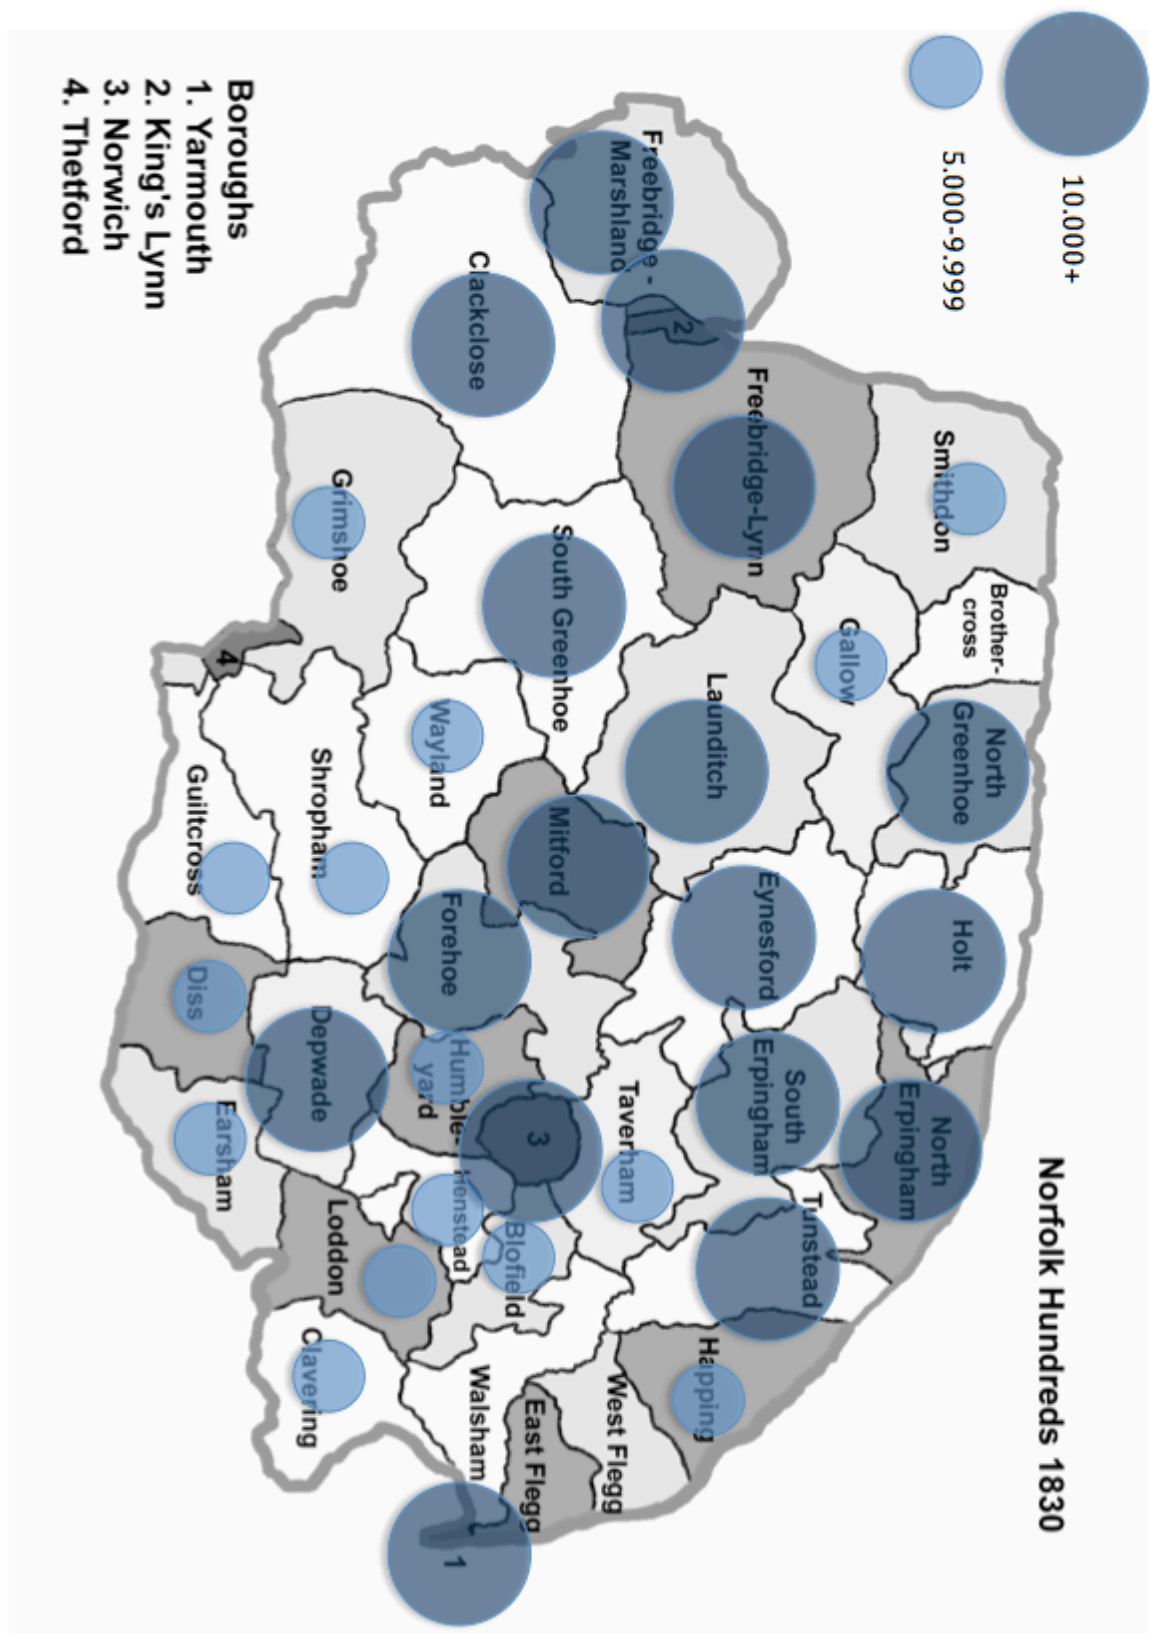 10.000+
5.000-9.999
Norfolk Hundreds 1830
Smithdon
Brother-
cross
North
Greenhoe
Holt
North
Erpingham
Gallow
Freebridge-Lynn
Launditch
Eynesford
South
Erpingham
Tunstead
Happing
Freebridge -
Marshland
2
Clackclose
South Greenhoe
Mitford
Taverham
West Flegg
East Flegg
Walsham
Blofield
3
Henstead
Humble-
yard
Forehoe
Wayland
Grimshoe
Shropham
Depwade
Loddon
Clavering
1
4
Guiltcross
Diss
Earsham
Boroughs
1. Yarmouth
2. King's Lynn
3. Norwich
4. Thetford